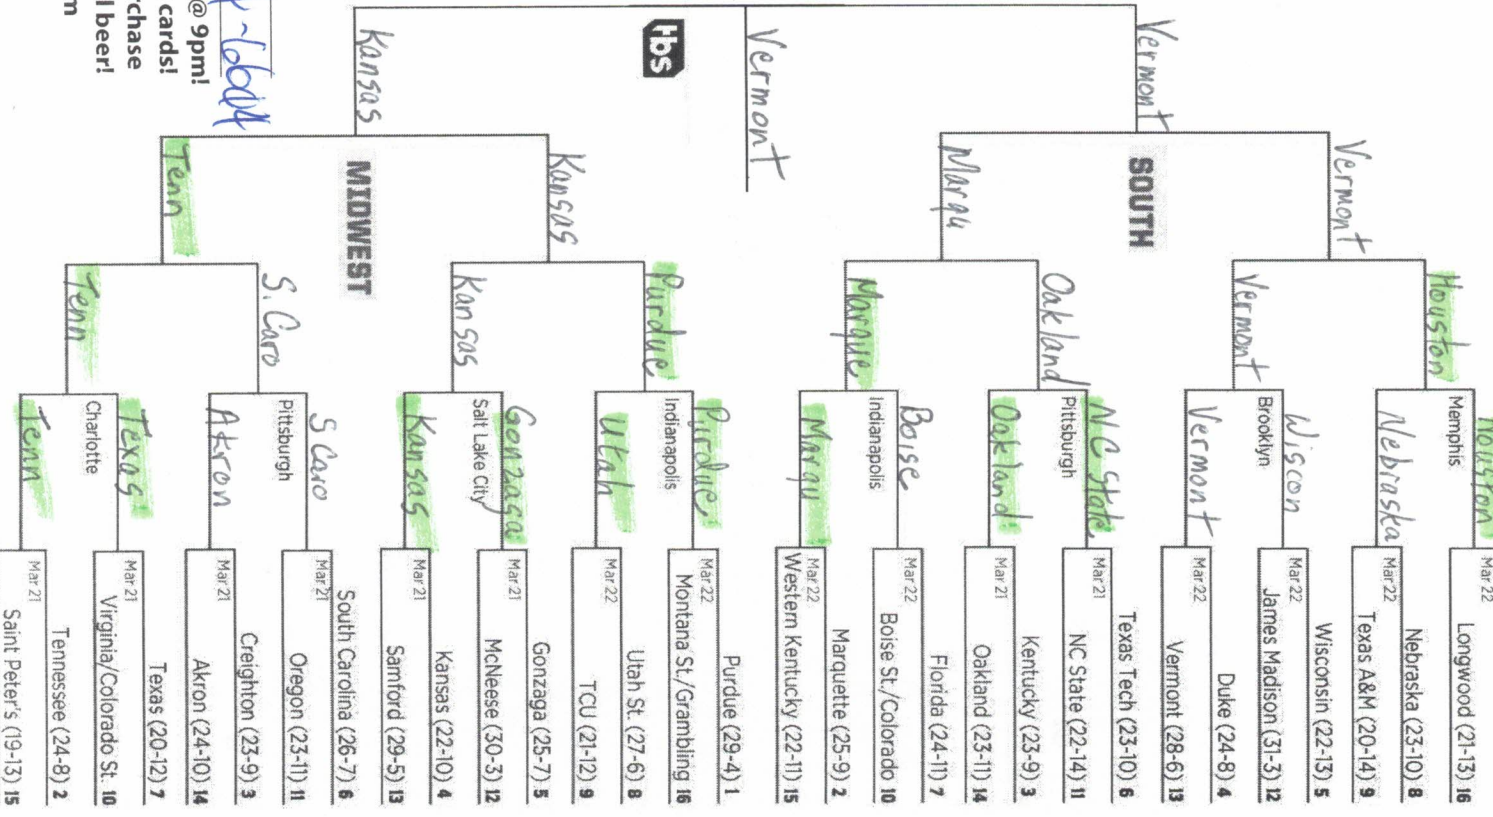 Houston
Mar 22
Longwood (21-13) 16
Houston
Memphis
Nebraska
Mar 22
Nebraska (23-10) 8
Texas A&M (20-14) 9
Vermont
Vermont
Wiscon
Brooklyn
Vermont
Mar 22
Wisconsin (22-13) 5
James Madison (31-3) 12
Mar 22
Duke (24-8) 4
Vermont (28-6) 13
Vermont
SOUTH
Marqu
Oakland
NC State
Pittsburgh
Oakland
Mar 21
Texas Tech (23-10) 6
NC State (22-14) 11
Mar 21
Kentucky (23-9) 3
Oakland (23-11) 14
Marque
Boise
Indianapolis
Marqu
Mar 22
Florida (24-11) 7
Boise St./Colorado 10
Mar 22
Marquette (25-9) 2
Western Kentucky (22-11) 15
Vermont
tbs
Kansas
MIDWEST
Kansas
Purdue
Purdue
Indianapolis
Utah
Mar 22
Purdue (29-4) 1
Montana St./Grambling 16
Mar 22
Utah St. (27-6) 8
TCU (21-12) 9
Kansas
Gonzaga
Salt Lake City
Kansas
Mar 21
Gonzaga (25-7) 5
McNeese (30-3) 12
Mar 21
Kansas (22-10) 4
Samford (29-5) 13
Tenn
S. Caro
S Caro
Pittsburgh
Akron
Mar 21
South Carolina (26-7) 6
Oregon (23-11) 11
Mar 21
Creighton (23-9) 3
Akron (24-10) 14
Tenn
Texas
Charlotte
Tenn
Mar 21
Texas (20-12) 7
Virginia/Colorado St. 10
Mar 21
Tennessee (24-8) 2
Saint Peter's (19-13) 15
@ 9pm!
cards!
chase
l beer!
m